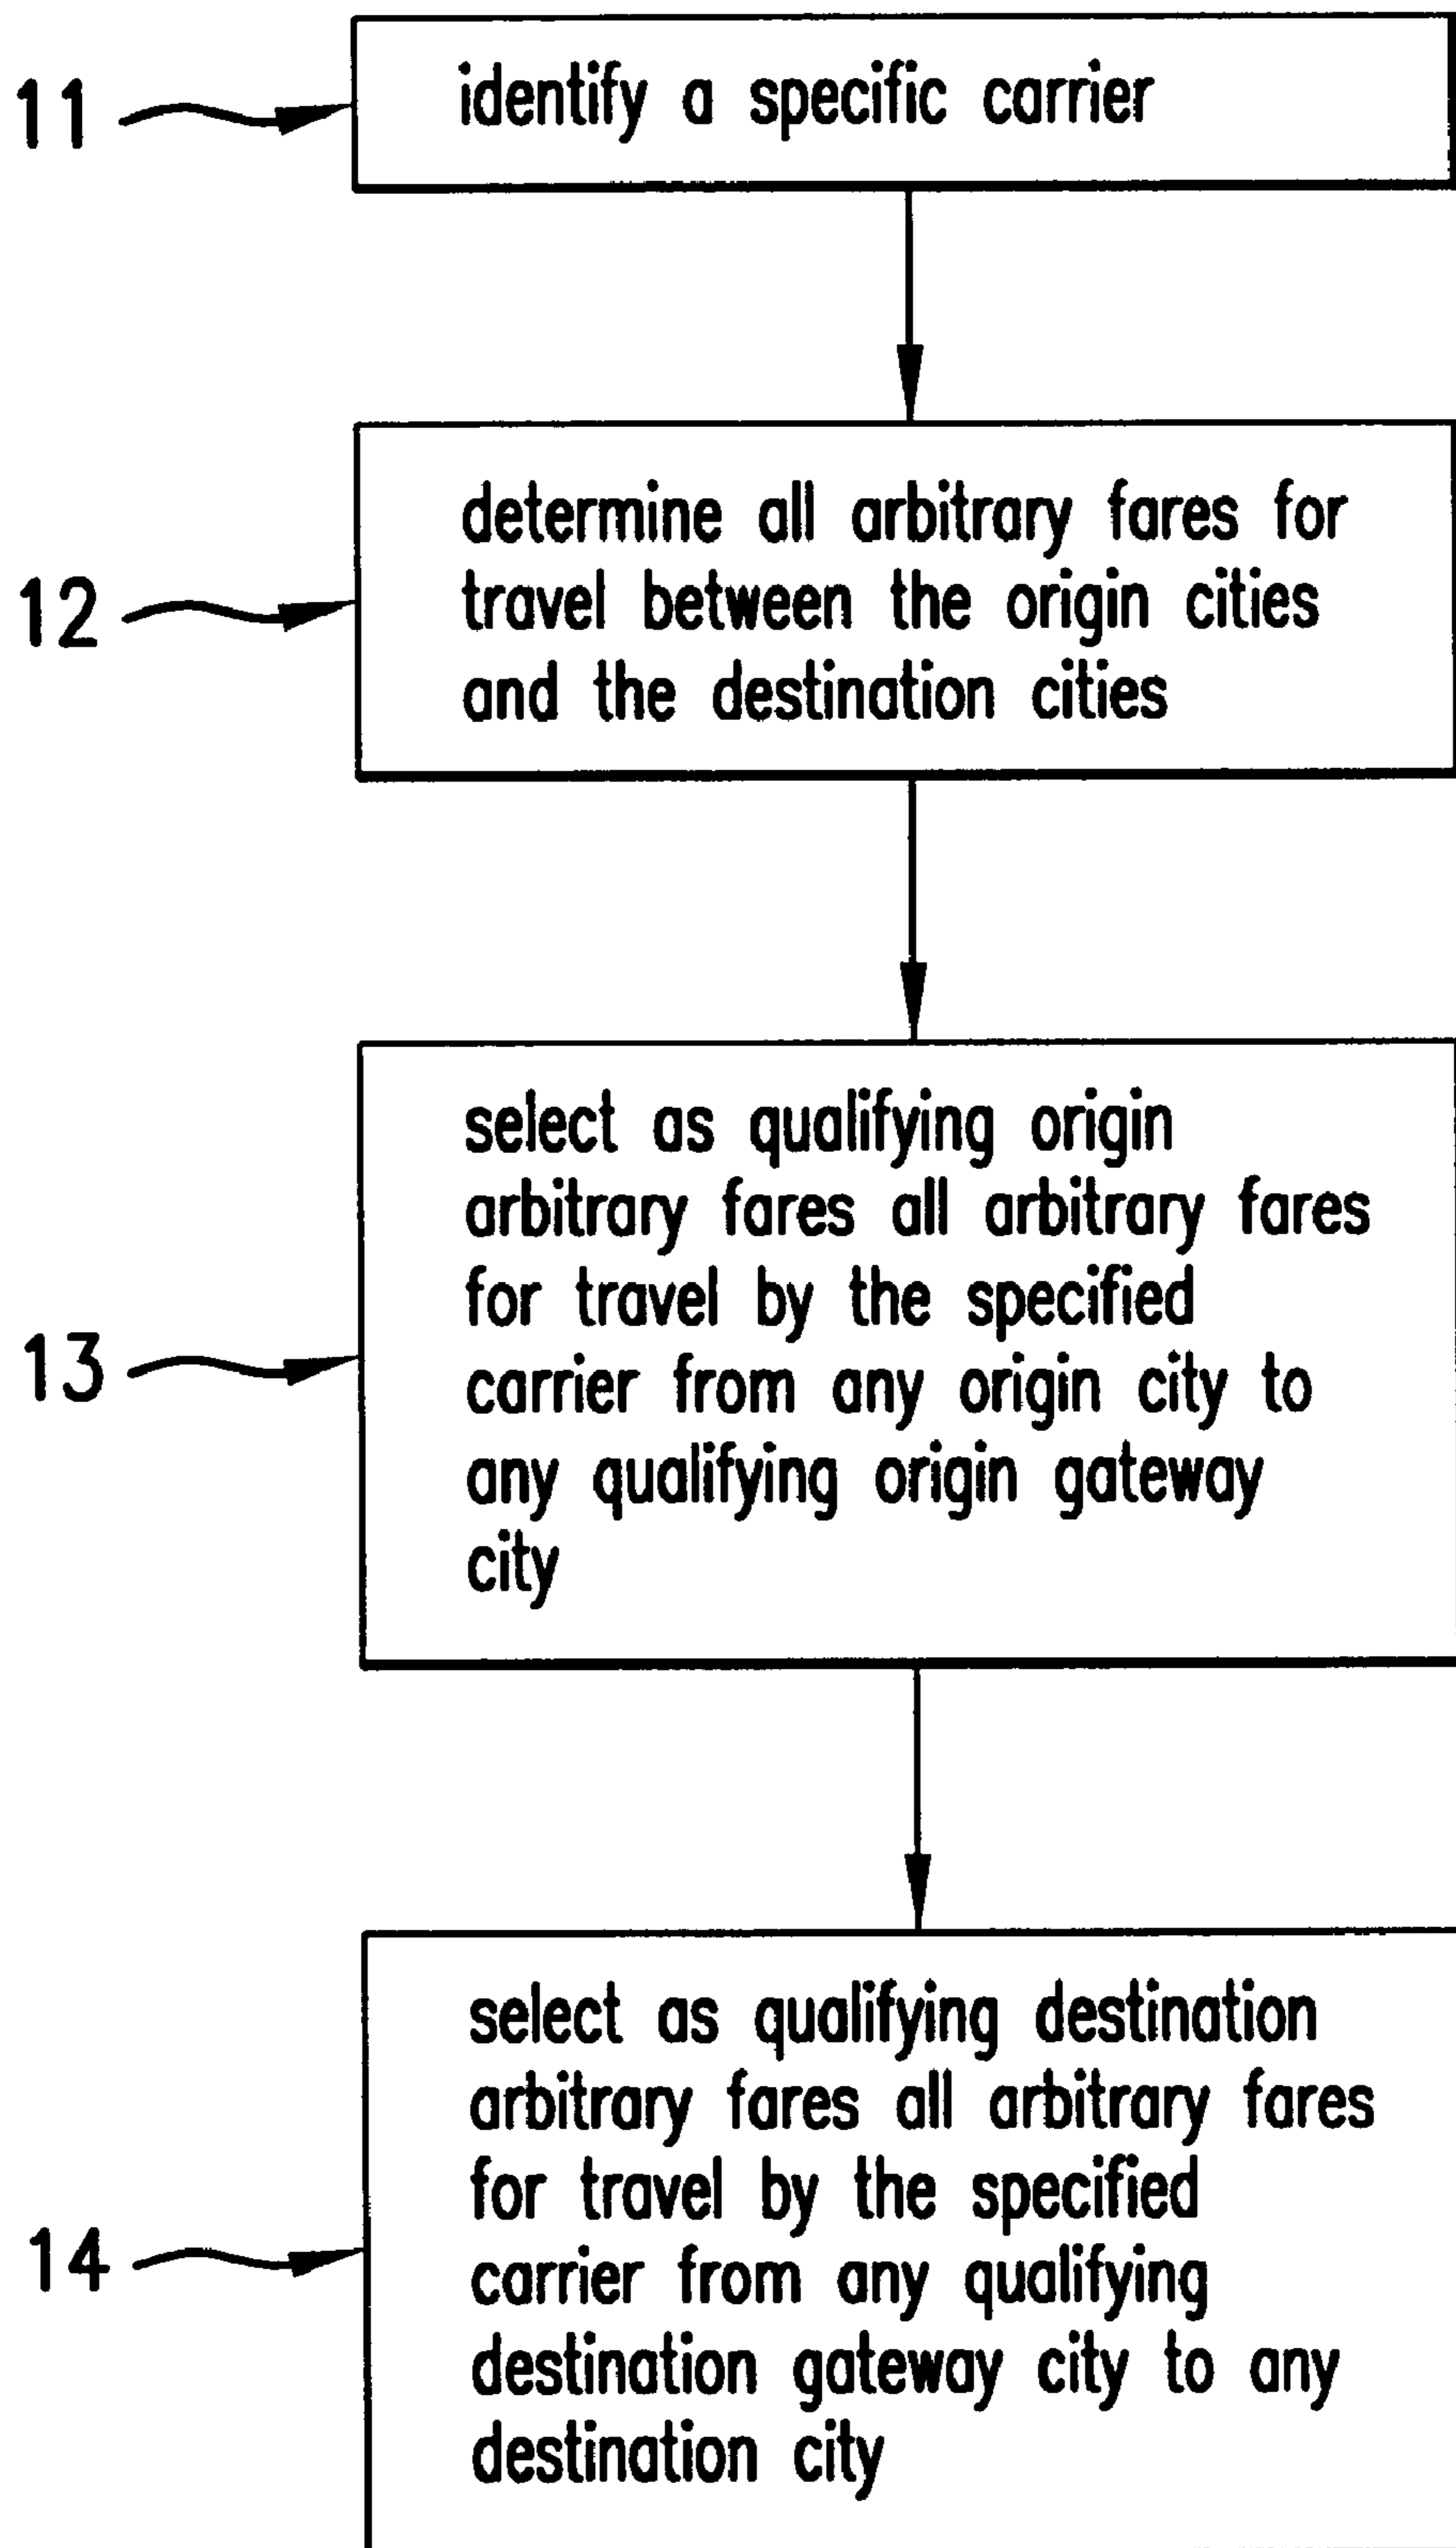 11
identify a specific carrier
12
determine all arbitrary fares for
travel between the origin cities
and the destination cities
13
select as qualifying origin
arbitrary fares all arbitrary fares
for travel by the specified
carrier from any origin city to
any qualifying origin gateway
city
14
select as qualifying destination
arbitrary fares all arbitrary fares
for travel by the specified
carrier from any qualifying
destination gateway city to any
destination city